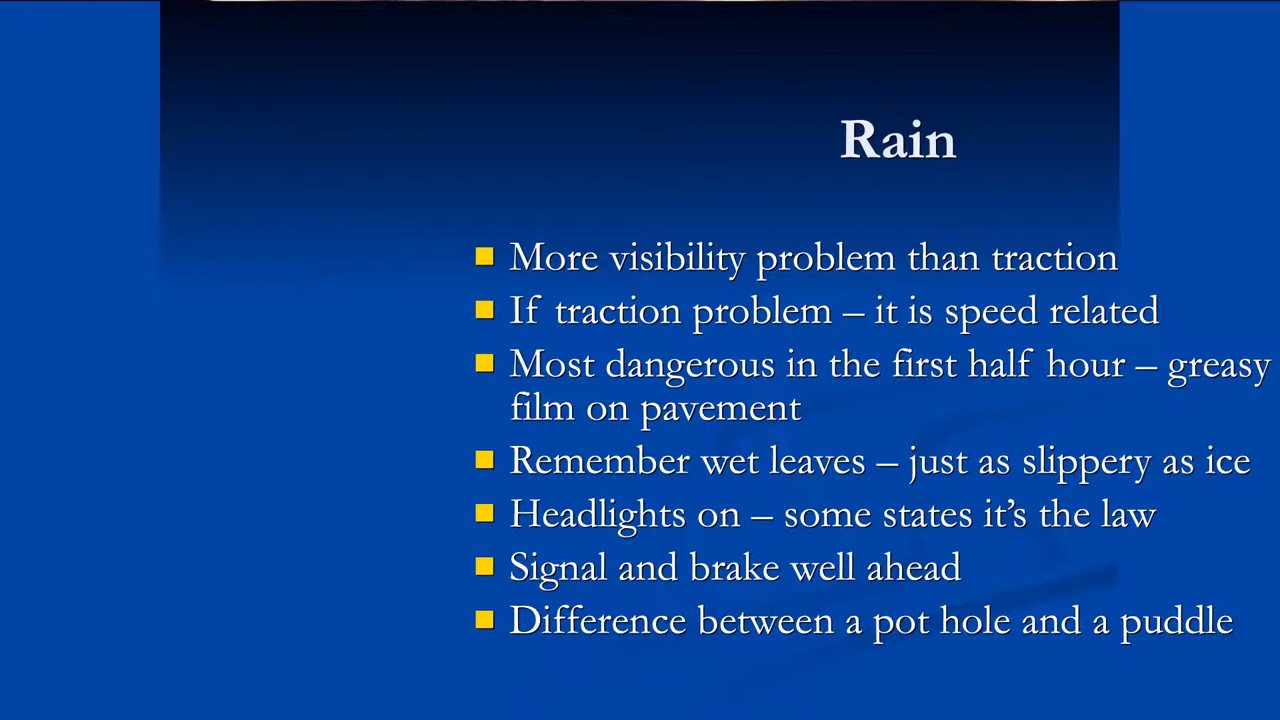 Rain
More visibility problem than traction
If traction problem – it is speed related
Most dangerous in the first half hour – greasy
film on pavement
Remember wet leaves – just as slippery as ice
Headlights on – some states it’s the law
Signal and brake well ahead
Difference between a pot hole and a puddle